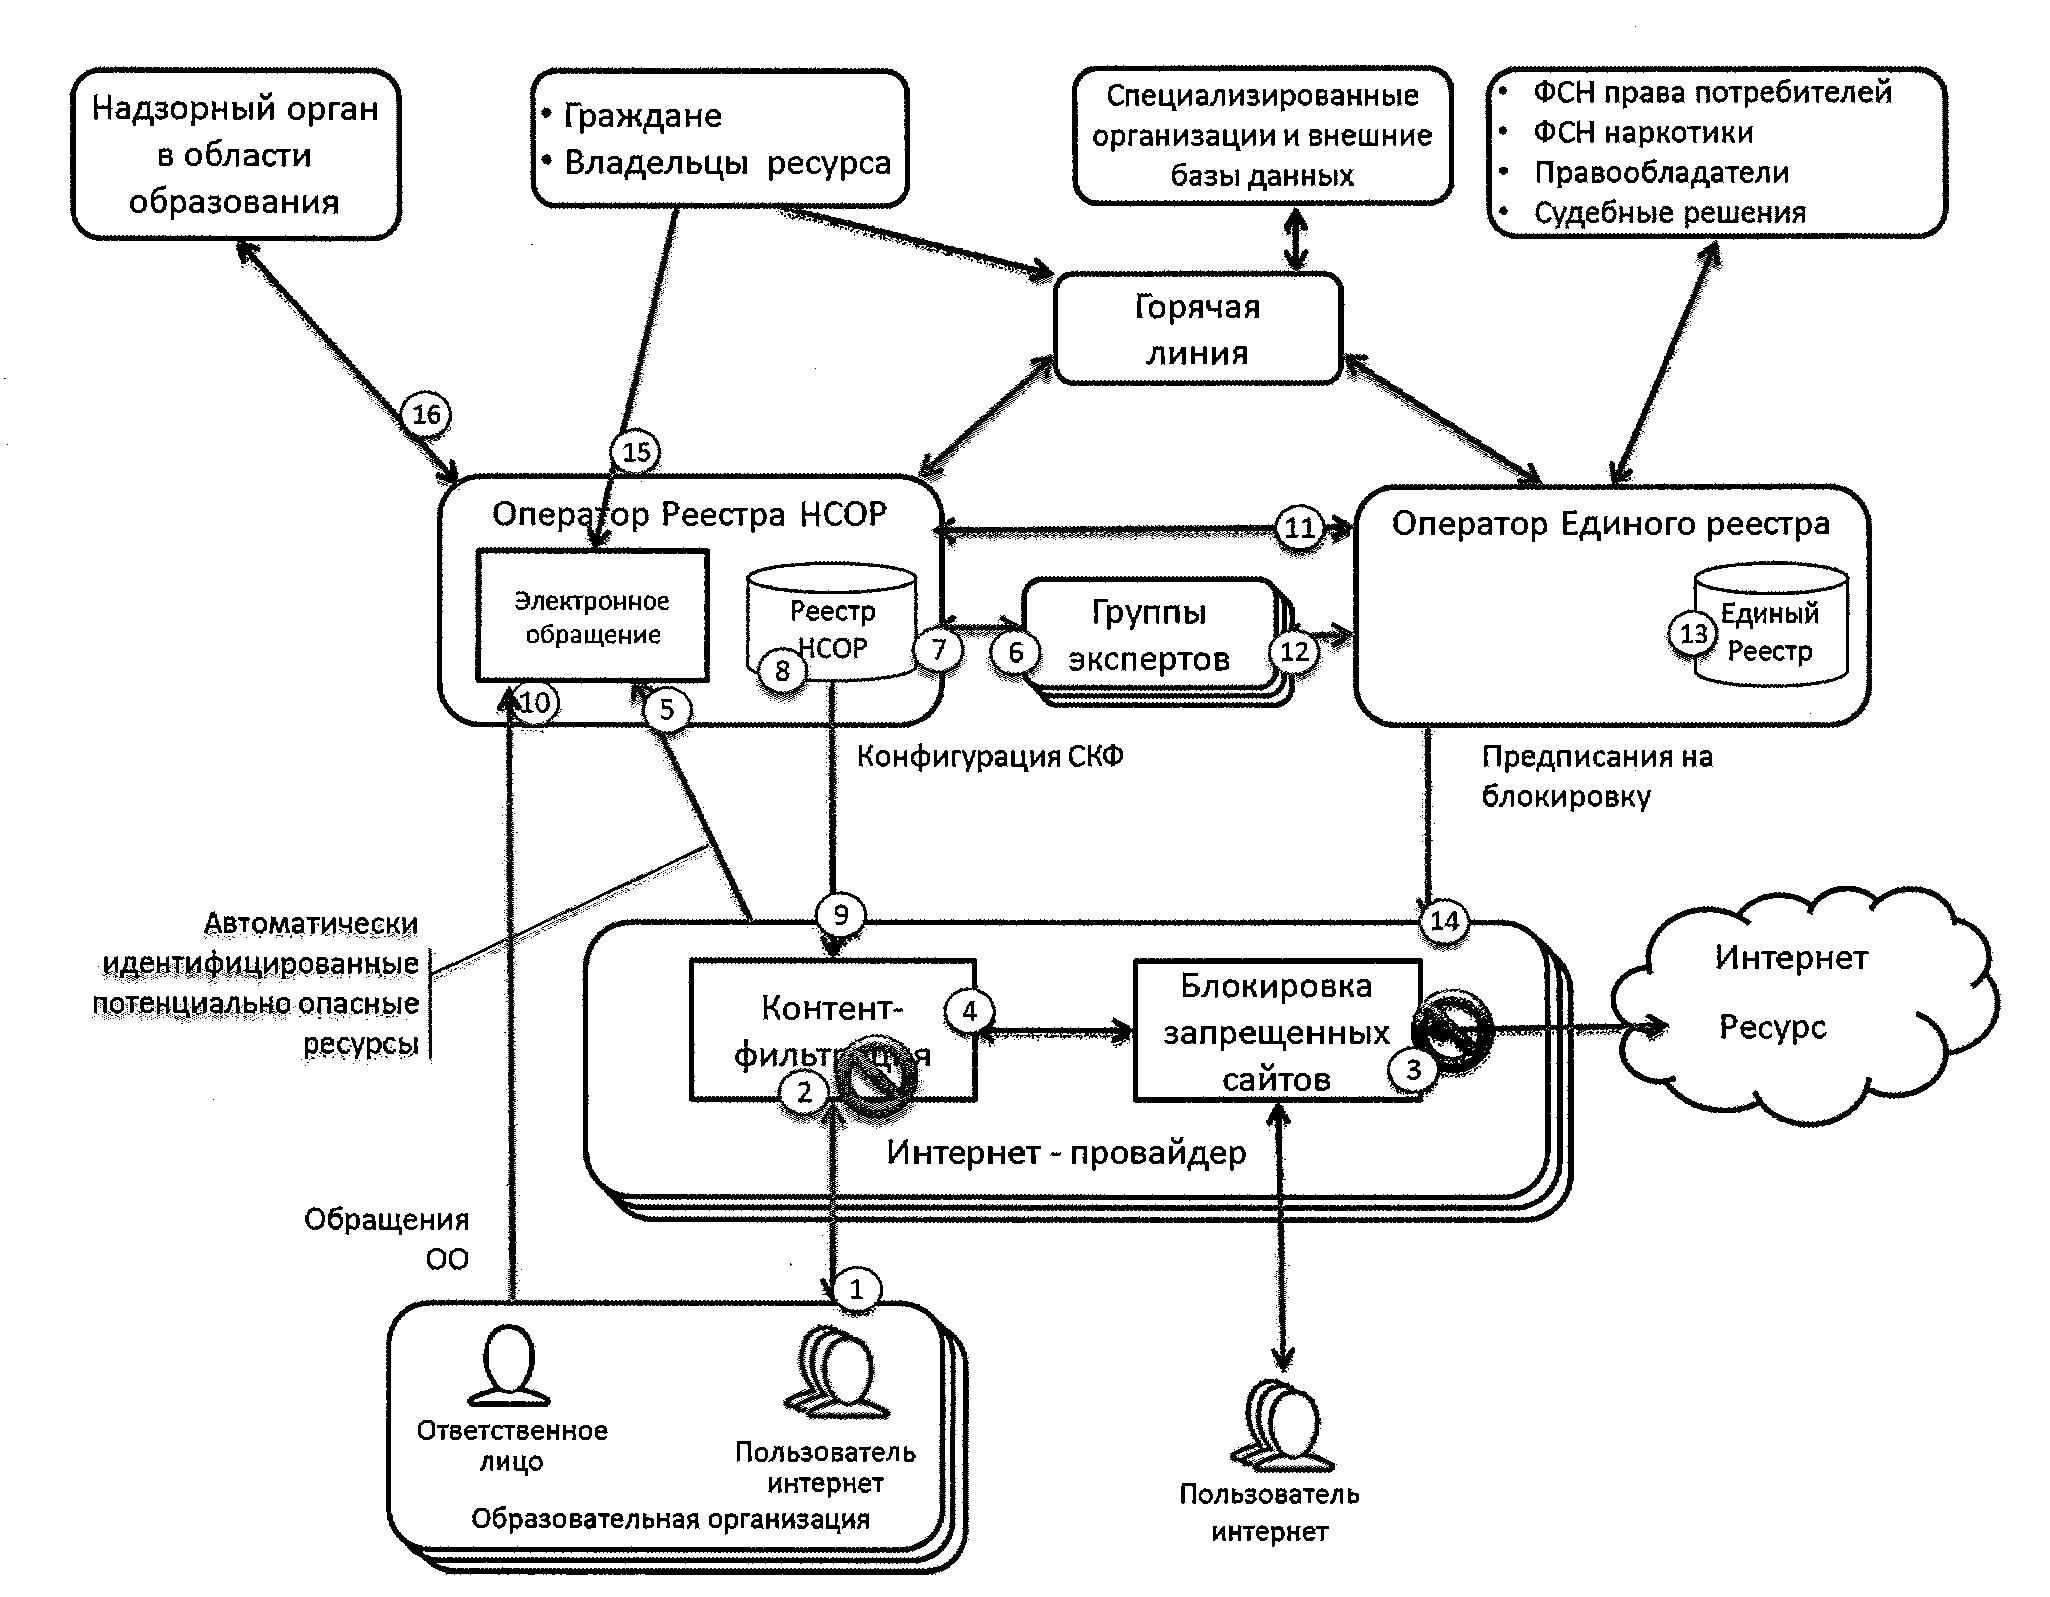 Надзорный орган
в области
образования
• Граждане
• Владельцы ресурса
Специализированные
организации и внешние
базы данных
• ФСН права потребителей
• ФСН наркотики
• Правообладатели
• Судебные решения
Горячая
линия
16
15
Оператор Реестра НСОР
Электронное
обращение
Реестр
НСОР
8
7
10
5
11
6
Группы
экспертов
12
Оператор Единого реестра
13
Единый
Реестр
Конфигурация СКФ
Предписания на
блокировку
Автоматически
идентифицированные
потенциально опасные
ресурсы
9
14
Контент-
фильтрация
4
2
Блокировка
запрещенных
сайтов
3
Интернет
Ресурс
Интернет - провайдер
Обращения
ОО
1
Ответственное
лицо
Пользователь
интернет
Образовательная организация
Пользователь
интернет